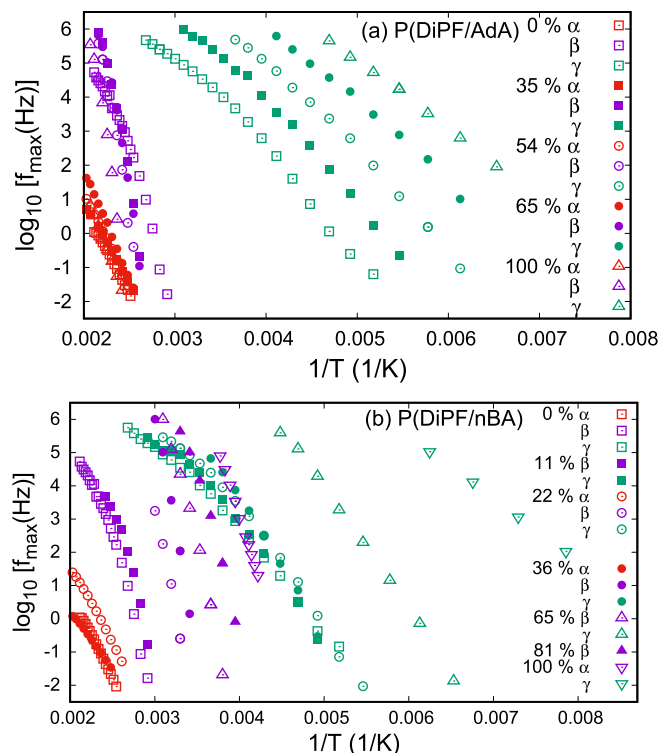 (a) P(DiPF/AdA)
0 % α
β
γ
35 % α
β
γ
54 % α
β
γ
65 % α
β
γ
100 % α
β
γ
6
5
4
3
2
1
0
-1
-2
log10 [fmax(Hz)]
0.002 0.003 0.004 0.005 0.006 0.007 0.008
1/T (1/K)
(b) P(DiPF/nBA)
0 % α
β
γ
11 % β
γ
22 % α
β
γ
36 % α
β
γ
65 % β
γ
81 % β
100 % α
γ
6
5
4
3
2
1
0
-1
-2
log10 [fmax(Hz)]
0.002 0.003 0.004 0.005 0.006 0.007 0.008
1/T (1/K)